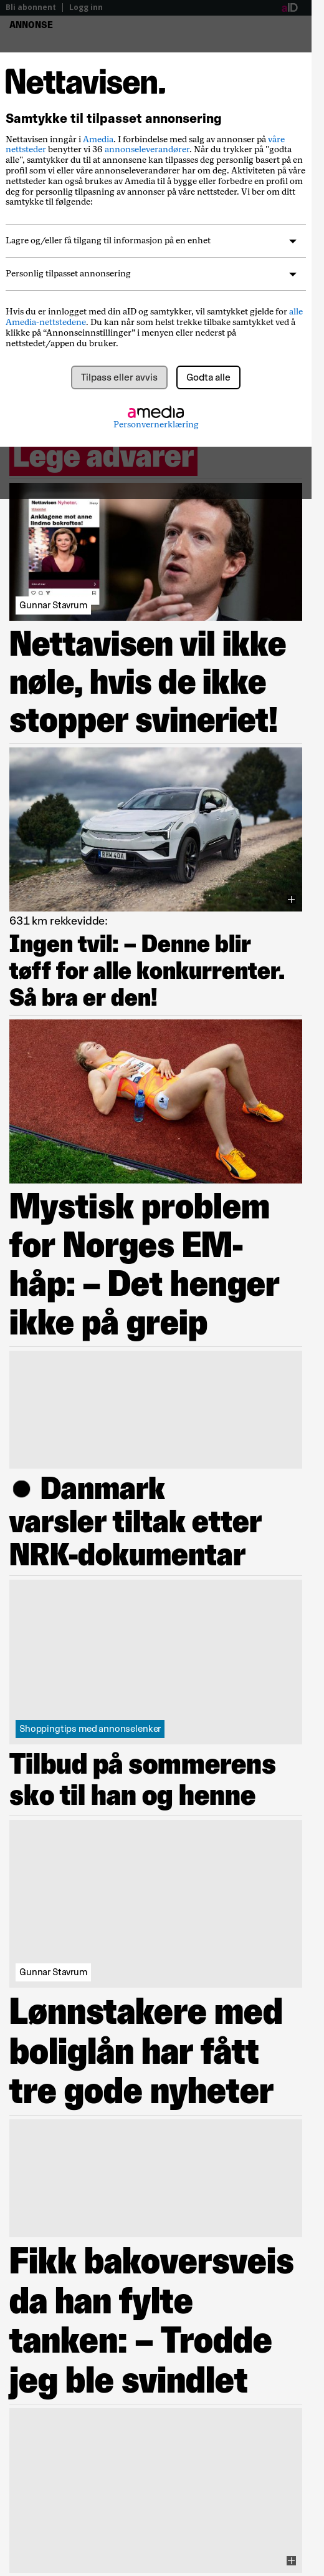 Bli abonnent | Logg inn
aID
ANNONSE
Nettavisen.
Samtykke til tilpasset annonsering
Nettavisen inngår i Amedia. I forbindelse med salg av annonser på våre
nettsteder benytter vi 36 annonseleverandører. Når du trykker på "godta
alle", samtykker du til at annonsene kan tilpasses deg personlig basert på en
profil som vi eller våre annonseleverandører har om deg. Aktiviteten på våre
nettsteder kan også brukes av Amedia til å bygge eller forbedre en profil om
deg for personlig tilpasning av annonser på våre nettsteder. Vi ber om ditt
samtykke til følgende:
Lagre og/eller få tilgang til informasjon på en enhet
Personlig tilpasset annonsering
Hvis du er innlogget med din aID og samtykker, vil samtykket gjelde for alle
Amedia-nettstedene. Du kan når som helst trekke tilbake samtykket ved å
klikke på “Annonseinnstillinger” i menyen eller nederst på
nettstedet/appen du bruker.
Tilpass eller avvis
Godta alle
amedia
Personvernerklæring
Lege advarer
Nettavisen Nyheter.
Anklagene mot anne
lindmo bekreftes!
Gunnar Stavrum
Nettavisen vil ikke
nøle, hvis de ikke
stopper svineriet!
631 km rekkevidde:
Ingen tvil: – Denne blir
tøff for alle konkurrenter.
Så bra er den!
Mystisk problem
for Norges EM-
håp: – Det henger
ikke på greip
● Danmark
varsler tiltak etter
NRK-dokumentar
Shoppingtips med annonselenker
Tilbud på sommerens
sko til han og henne
Gunnar Stavrum
Lønnstakere med
boliglån har fått
tre gode nyheter
Fikk bakoversveis
da han fylte
tanken: – Trodde
jeg ble svindlet